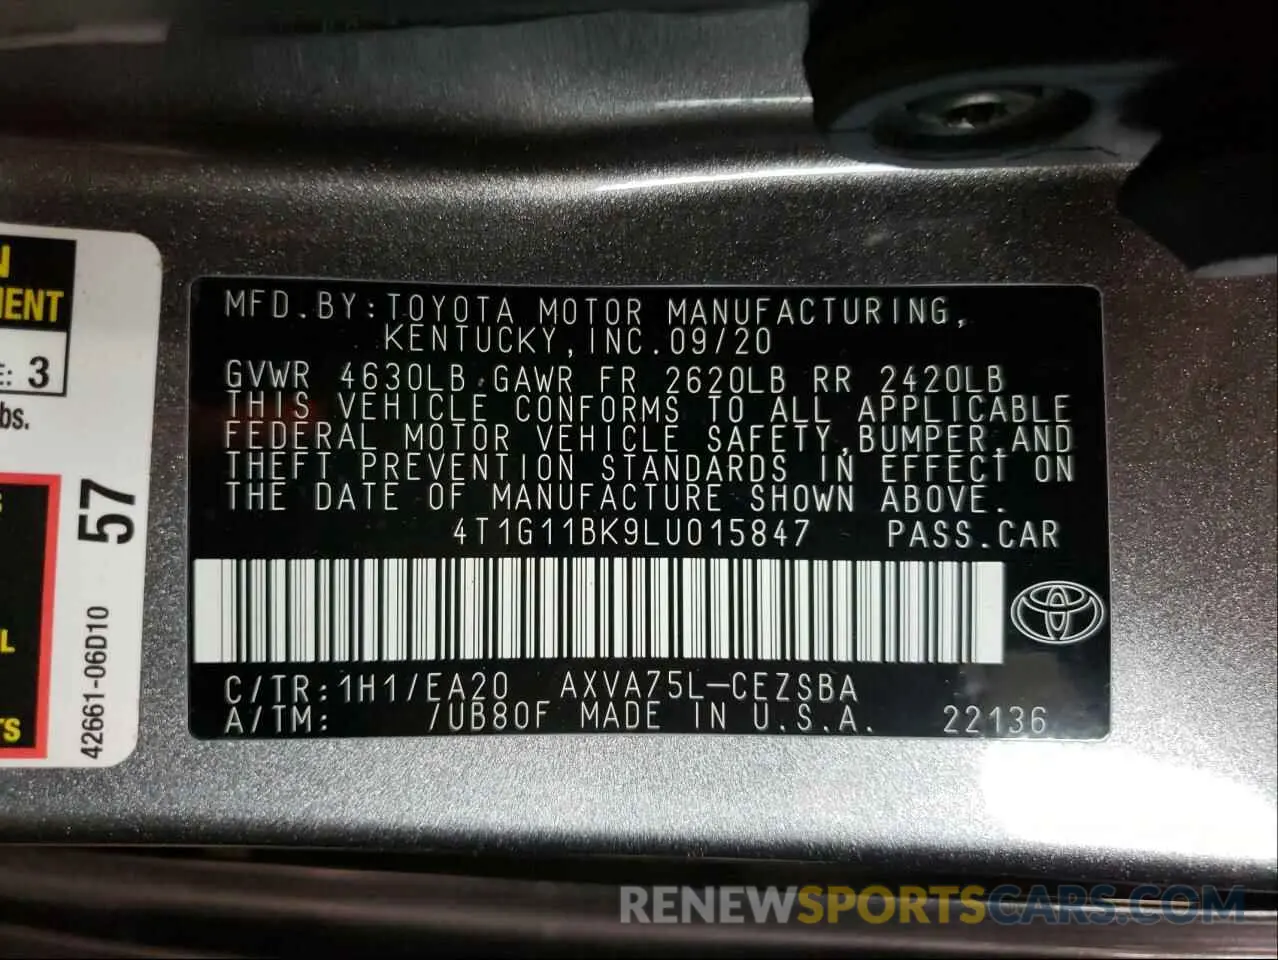 N
MENT
E: 3
bs.
57
42661-06D10
S
L
TS
MFD.BY:TOYOTA MOTOR MANUFACTURING,
KENTUCKY,INC.09/20
GVWR 4630LB GAWR FR 2620LB RR 2420LB
THIS VEHICLE CONFORMS TO ALL APPLICABLE
FEDERAL MOTOR VEHICLE SAFETY,BUMPER,AND
THEFT PREVENTION STANDARDS IN EFFECT ON
THE DATE OF MANUFACTURE SHOWN ABOVE.
4T1G11BK9LU015847 PASS.CAR
C/TR:1H1/EA20 AXVA75L-CEZSBA
A/TM: /UB80F MADE IN U.S.A. 22136
RENEWSPORTSCARS.COM